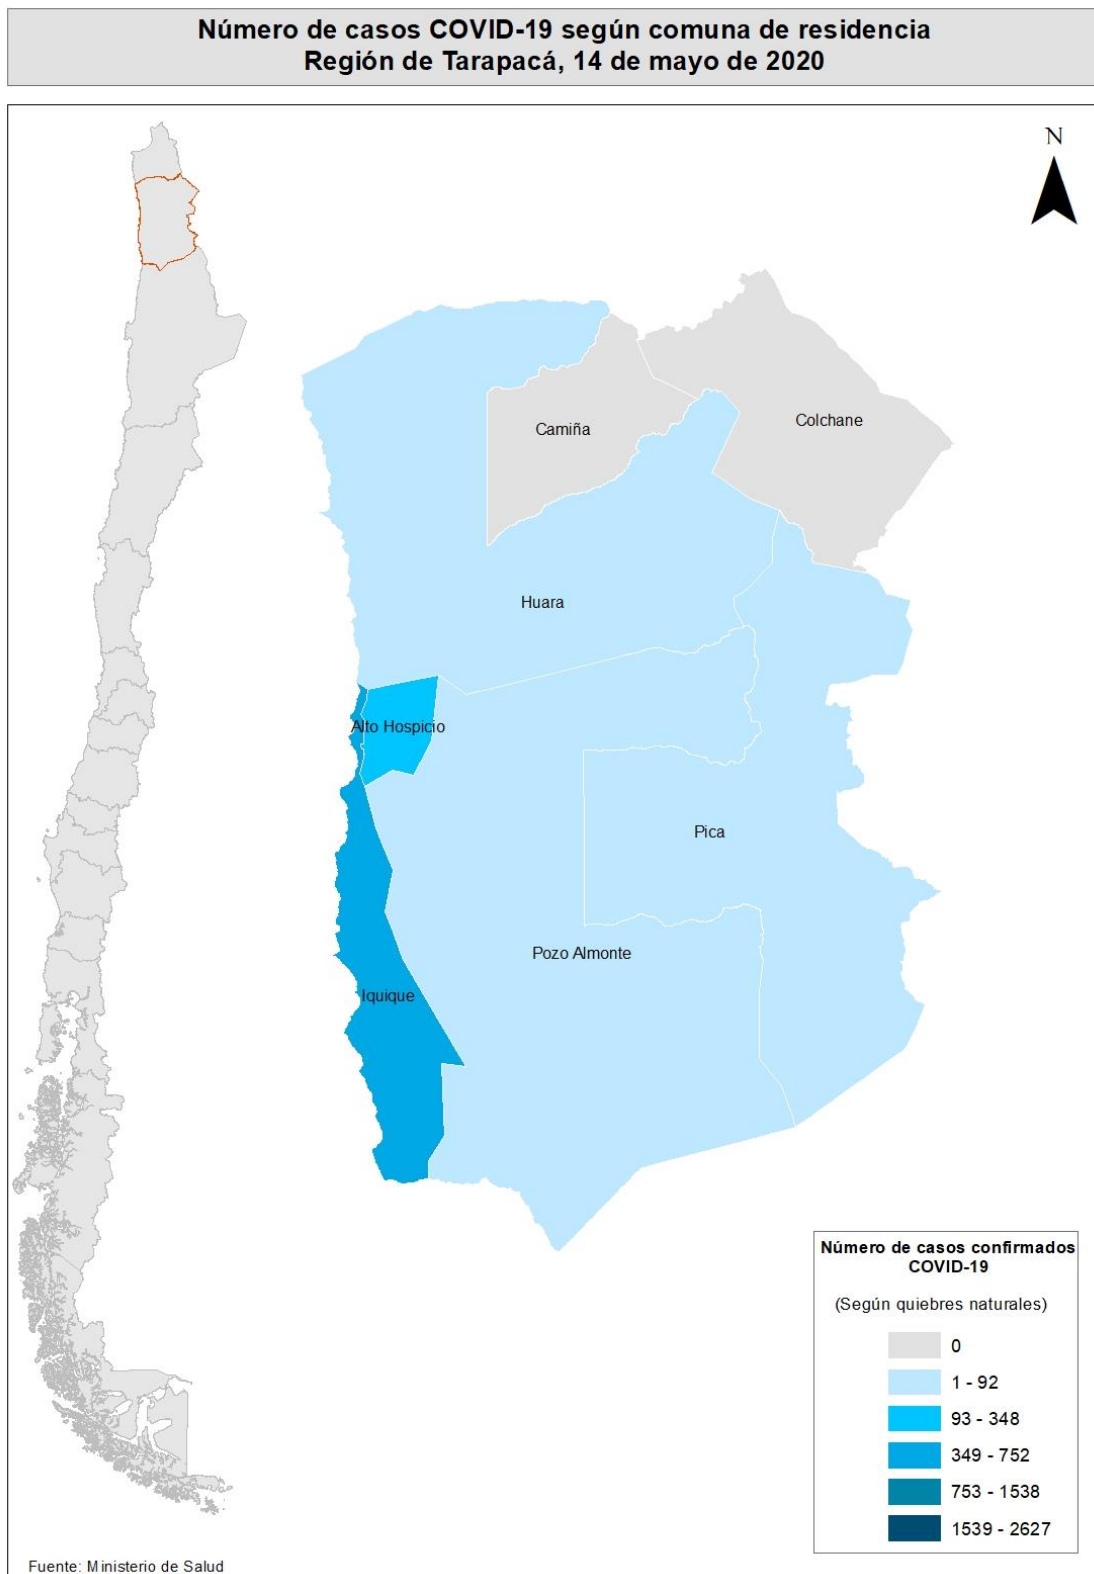 Número de casos COVID-19 según comuna de residencia
Región de Tarapacá, 14 de mayo de 2020
N
Camiña
Colchane
Huara
Alto Hospicio
Pica
Pozo Almonte
Iquique
Número de casos confirmados
COVID-19
(Según quiebres naturales)
0
1 - 92
93 - 348
349 - 752
753 - 1538
1539 - 2627
Fuente: Ministerio de Salud